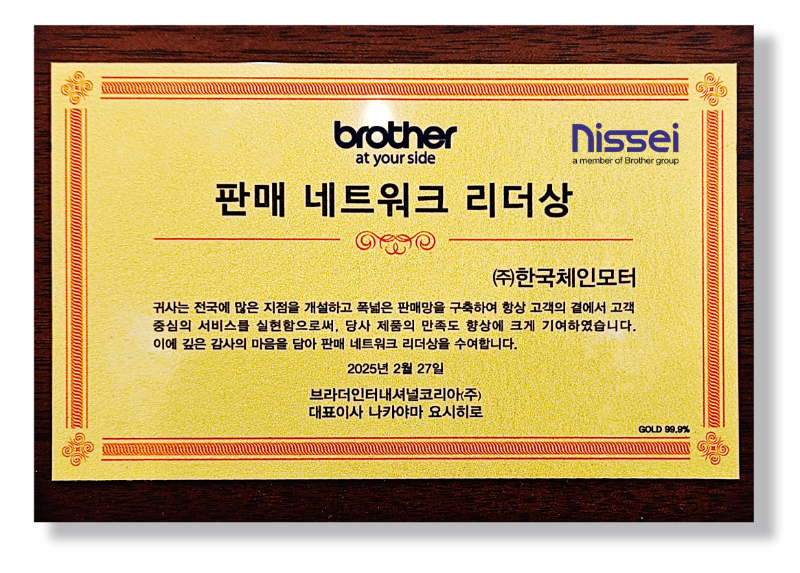 brother
at your side
Nissei
a member of Brother group
판매 네트워크 리더상
㈜한국체인모터
귀사는 전국에 많은 지점을 개설하고 폭넓은 판매망을 구축하여 항상 고객의 곁에서 고객
중심의 서비스를 실현함으로써, 당사 제품의 만족도 향상에 크게 기여하였습니다.
이에 깊은 감사의 마음을 담아 판매 네트워크 리더상을 수여합니다.
2025년 2월 27일
브라더인터내셔널코리아㈜
대표이사 나카야마 요시히로
GOLD 99.9%